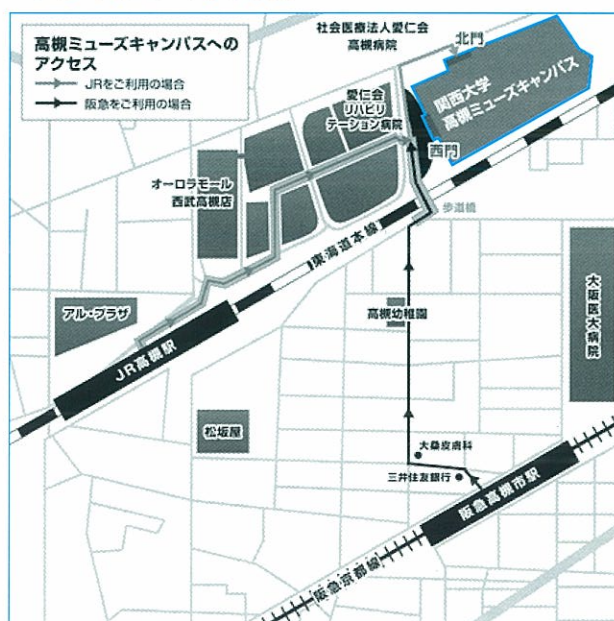 高槻ミューズキャンパスへの
アクセス
JRをご利用の場合
阪急をご利用の場合
社会医療法人愛仁会
高槻病院
北門
関西大学
高槻ミューズキャンパス
愛仁会
リハビリ
テーション病院
西門
オーロラモール
西武高槻店
歩道橋
東海道本線
アル・プラザ
高槻幼稚園
大阪医大病院
JR高槻駅
松坂屋
大桑皮膚科
三井住友銀行
阪急高槻市駅
阪急京都線